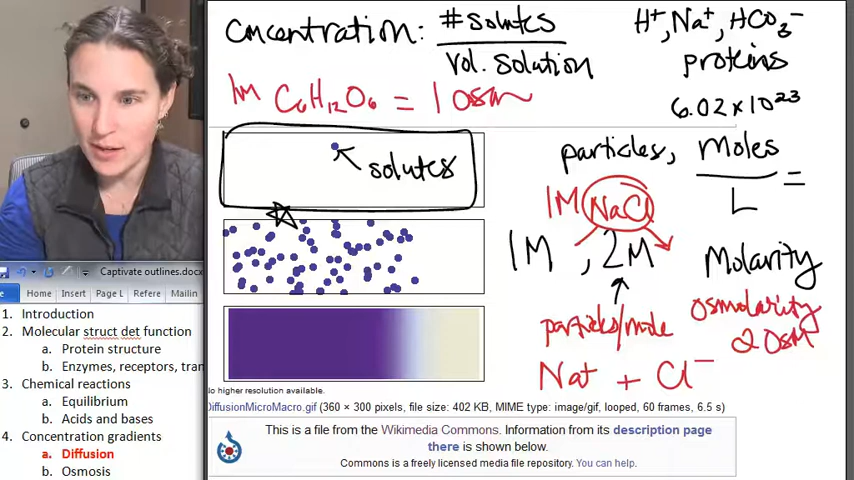 concentration: #solutes
vol. solution
H⁺, Na⁺, HCO₃⁻
proteins
1M C₆H₁₂O₆ = 1 osm
6.02 x 10²³
solutes
particles, Moles
L
=
1M NaCl
1M , 2M
Molarity
particles/mole
Osmolarity
2 Osm
Na⁺ + Cl⁻
Captivate outlines.docx
Home Insert Page L Refere Mailin
1. Introduction
2. Molecular struct det function
a. Protein structure
b. Enzymes, receptors, tran
3. Chemical reactions
a. Equilibrium
b. Acids and bases
4. Concentration gradients
a. Diffusion
b. Osmosis
No higher resolution available.
DiffusionMicroMacro.gif (360 × 300 pixels, file size: 402 KB, MIME type: image/gif, looped, 60 frames, 6.5 s)
This is a file from the Wikimedia Commons. Information from its description page
there is shown below.
Commons is a freely licensed media file repository. You can help.